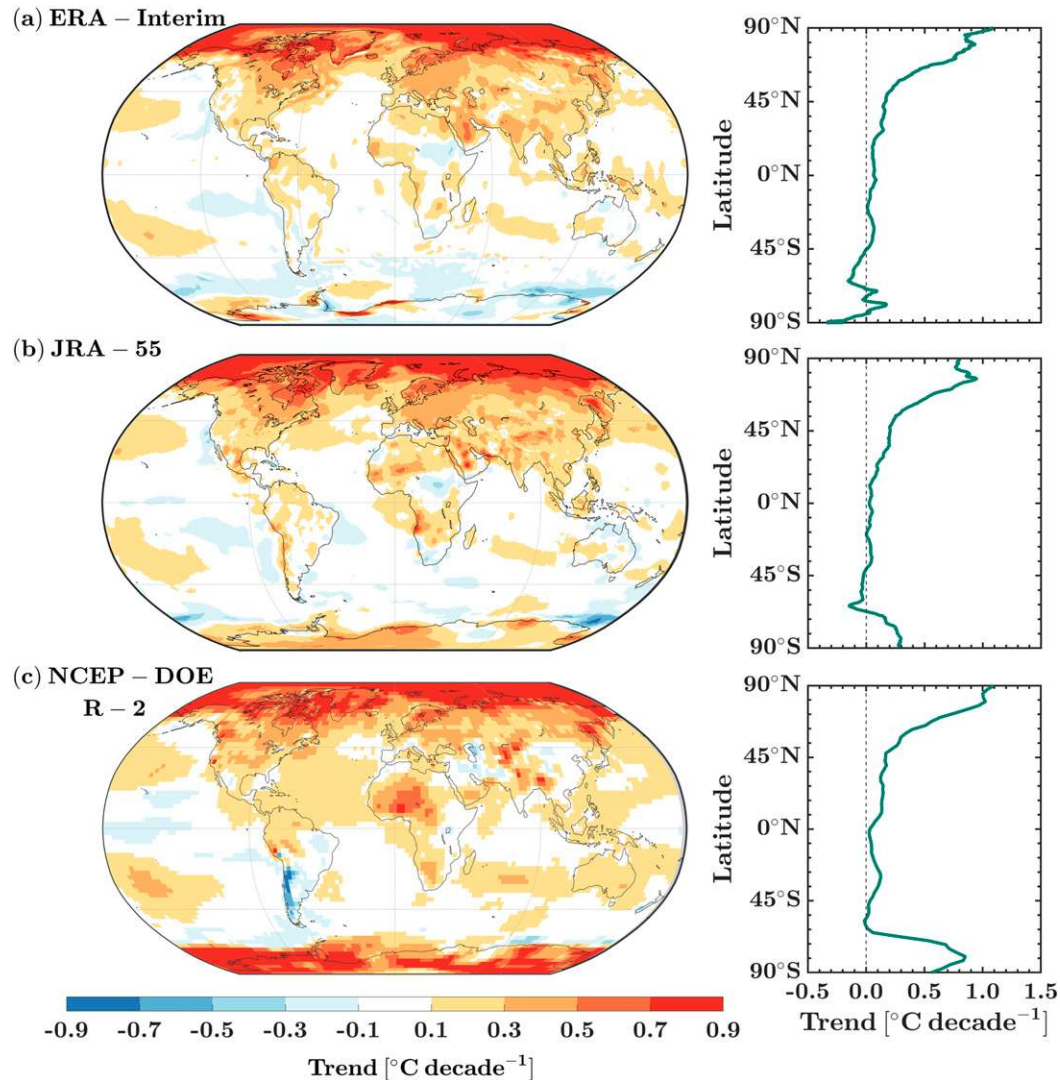 (a) ERA – Interim
90°N
45°N
0°N
45°S
90°S
Latitude
(b) JRA – 55
90°N
45°N
0°N
45°S
90°S
Latitude
(c) NCEP – DOE
R – 2
90°N
45°N
0°N
45°S
90°S
Latitude
-0.5 0.0 0.5 1.0 1.5
Trend [°C decade⁻¹]
-0.9 -0.7 -0.5 -0.3 -0.1 0.1 0.3 0.5 0.7 0.9
Trend [°C decade⁻¹]